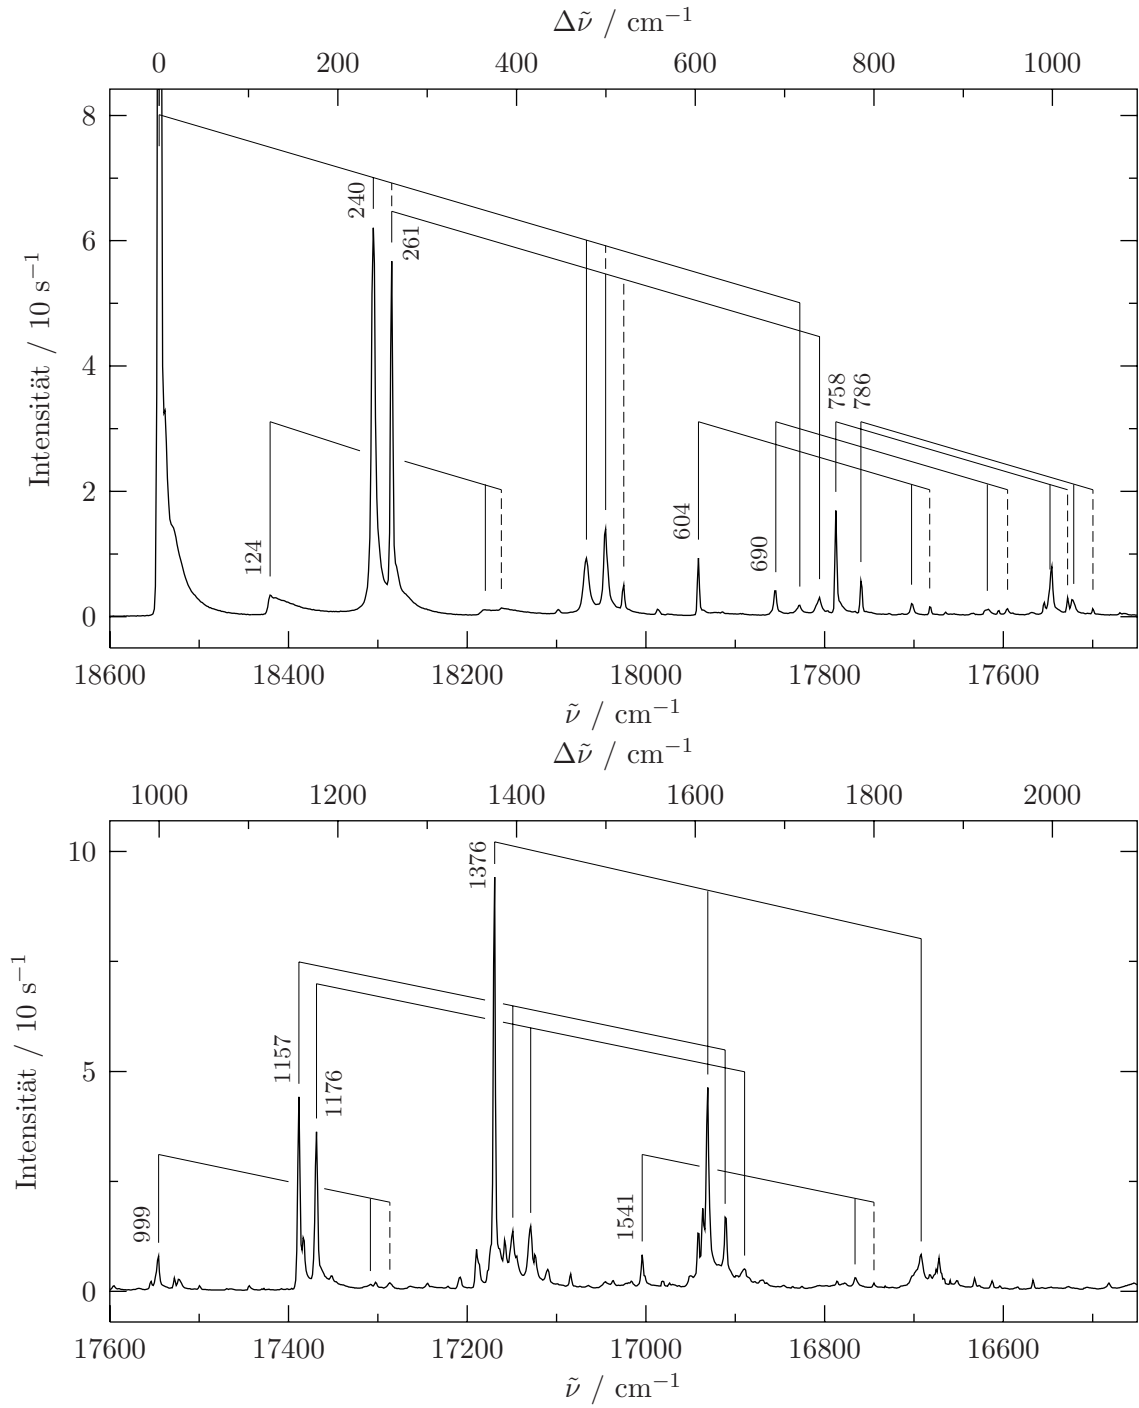 Δν̃ / cm⁻¹
0 200 400 600 800 1000
8
6
4
2
0
Intensität / 10 s⁻¹
124
240
261
604
690
758
786
18600 18400 18200 18000 17800 17600
ν̃ / cm⁻¹
Δν̃ / cm⁻¹
1000 1200 1400 1600 1800 2000
10
5
0
Intensität / 10 s⁻¹
999
1157
1176
1376
1541
17600 17400 17200 17000 16800 16600
ν̃ / cm⁻¹